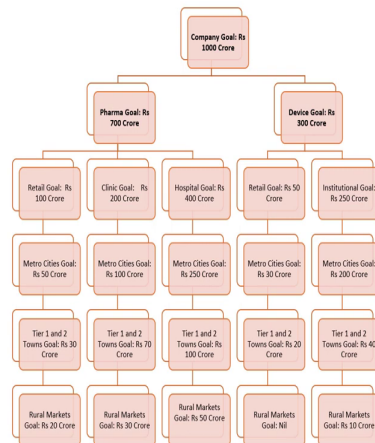 Company Goal: Rs
1000 Crore
Pharma Goal: Rs
700 Crore
Device Goal: Rs
300 Crore
Retail Goal: Rs
100 Crore
Clinic Goal: Rs
200 Crore
Hospital Goal: Rs
400 Crore
Retail Goal: Rs 50
Crore
Institutional Goal:
Rs 250 Crore
Metro Cities Goal:
Rs 50 Crore
Metro Cities Goal:
Rs 100 Crore
Metro Cities Goal:
Rs 250 Crore
Metro Cities Goal:
Rs 30 Crore
Metro Cities Goal:
Rs 200 Crore
Tier 1 and 2
Towns Goal: Rs 30
Crore
Tier 1 and 2
Towns Goal: Rs 70
Crore
Tier 1 and 2
Towns Goal: Rs
100 Crore
Tier 1 and 2
Towns Goal: Rs 20
Crore
Tier 1 and 2
Towns Goal: Rs 40
Crore
Rural Markets
Goal: Rs 20 Crore
Rural Markets
Goal: Rs 30 Crore
Rural Markets
Goal: Rs 50 Crore
Rural Markets
Goal: Nil
Rural Markets
Goal: Rs 10 Crore